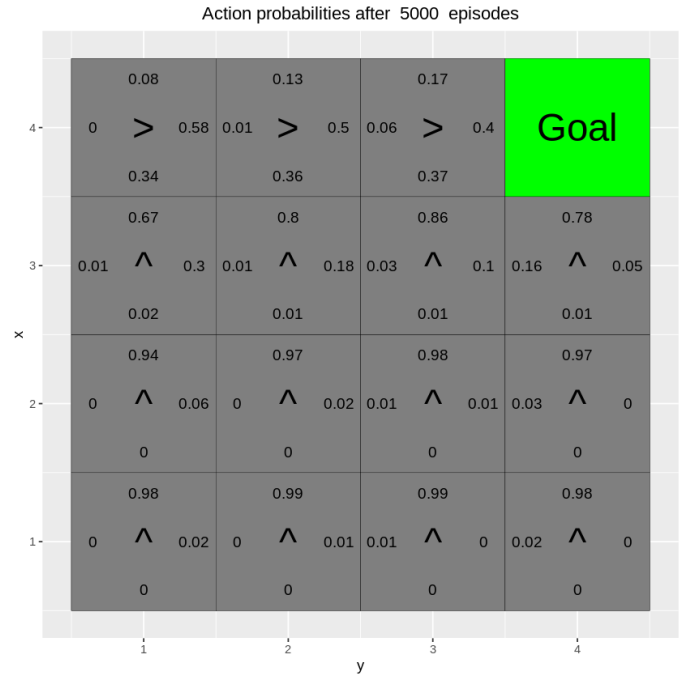 Action probabilities after  5000  episodes
0.08 0.13 0.17
4 0 > 0.58 0.01 > 0.5 0.06 > 0.4 Goal
0.34 0.36 0.37
0.67 0.8 0.86 0.78
3 0.01 ^ 0.3 0.01 ^ 0.18 0.03 ^ 0.1 0.16 ^ 0.05
0.02 0.01 0.01 0.01
x
0.94 0.97 0.98 0.97
2 0 ^ 0.06 0 ^ 0.02 0.01 ^ 0.01 0.03 ^ 0
0 0 0 0
0.98 0.99 0.99 0.98
1 0 ^ 0.02 0 ^ 0.01 0.01 ^ 0 0.02 ^ 0
0 0 0 0
1 2 3 4
y